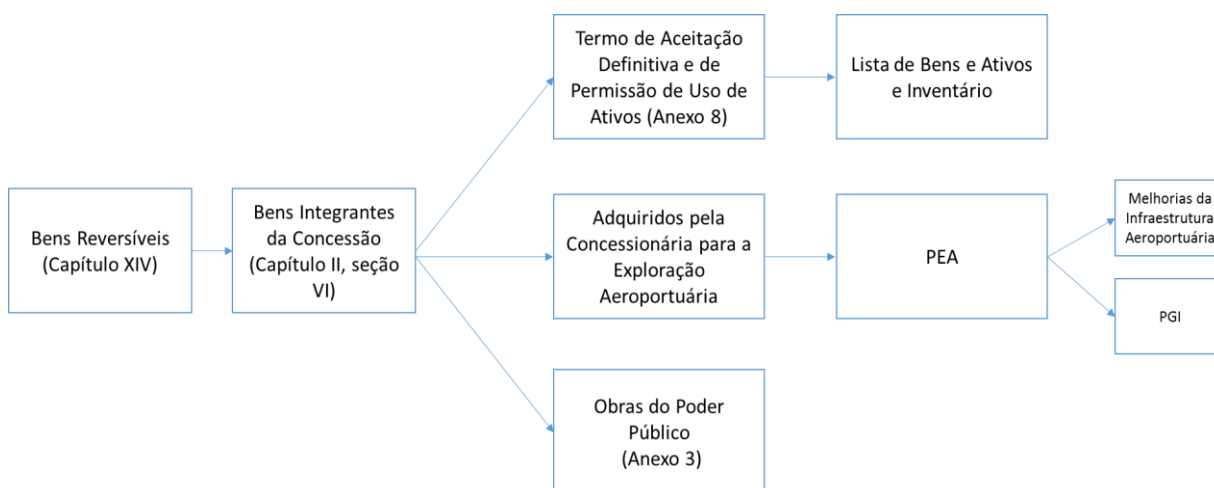 Bens Reversíveis
(Capítulo XIV)
Bens Integrantes
da Concessão
(Capítulo II, seção
VI)
Termo de Aceitação
Definitiva e de
Permissão de Uso de
Ativos (Anexo 8)
Lista de Bens e Ativos
e Inventário
Adquiridos pela
Concessionária para a
Exploração
Aeroportuária
PEA
Melhorias da
Infraestrutura
Aeroportuária
PGI
Obras do Poder
Público
(Anexo 3)